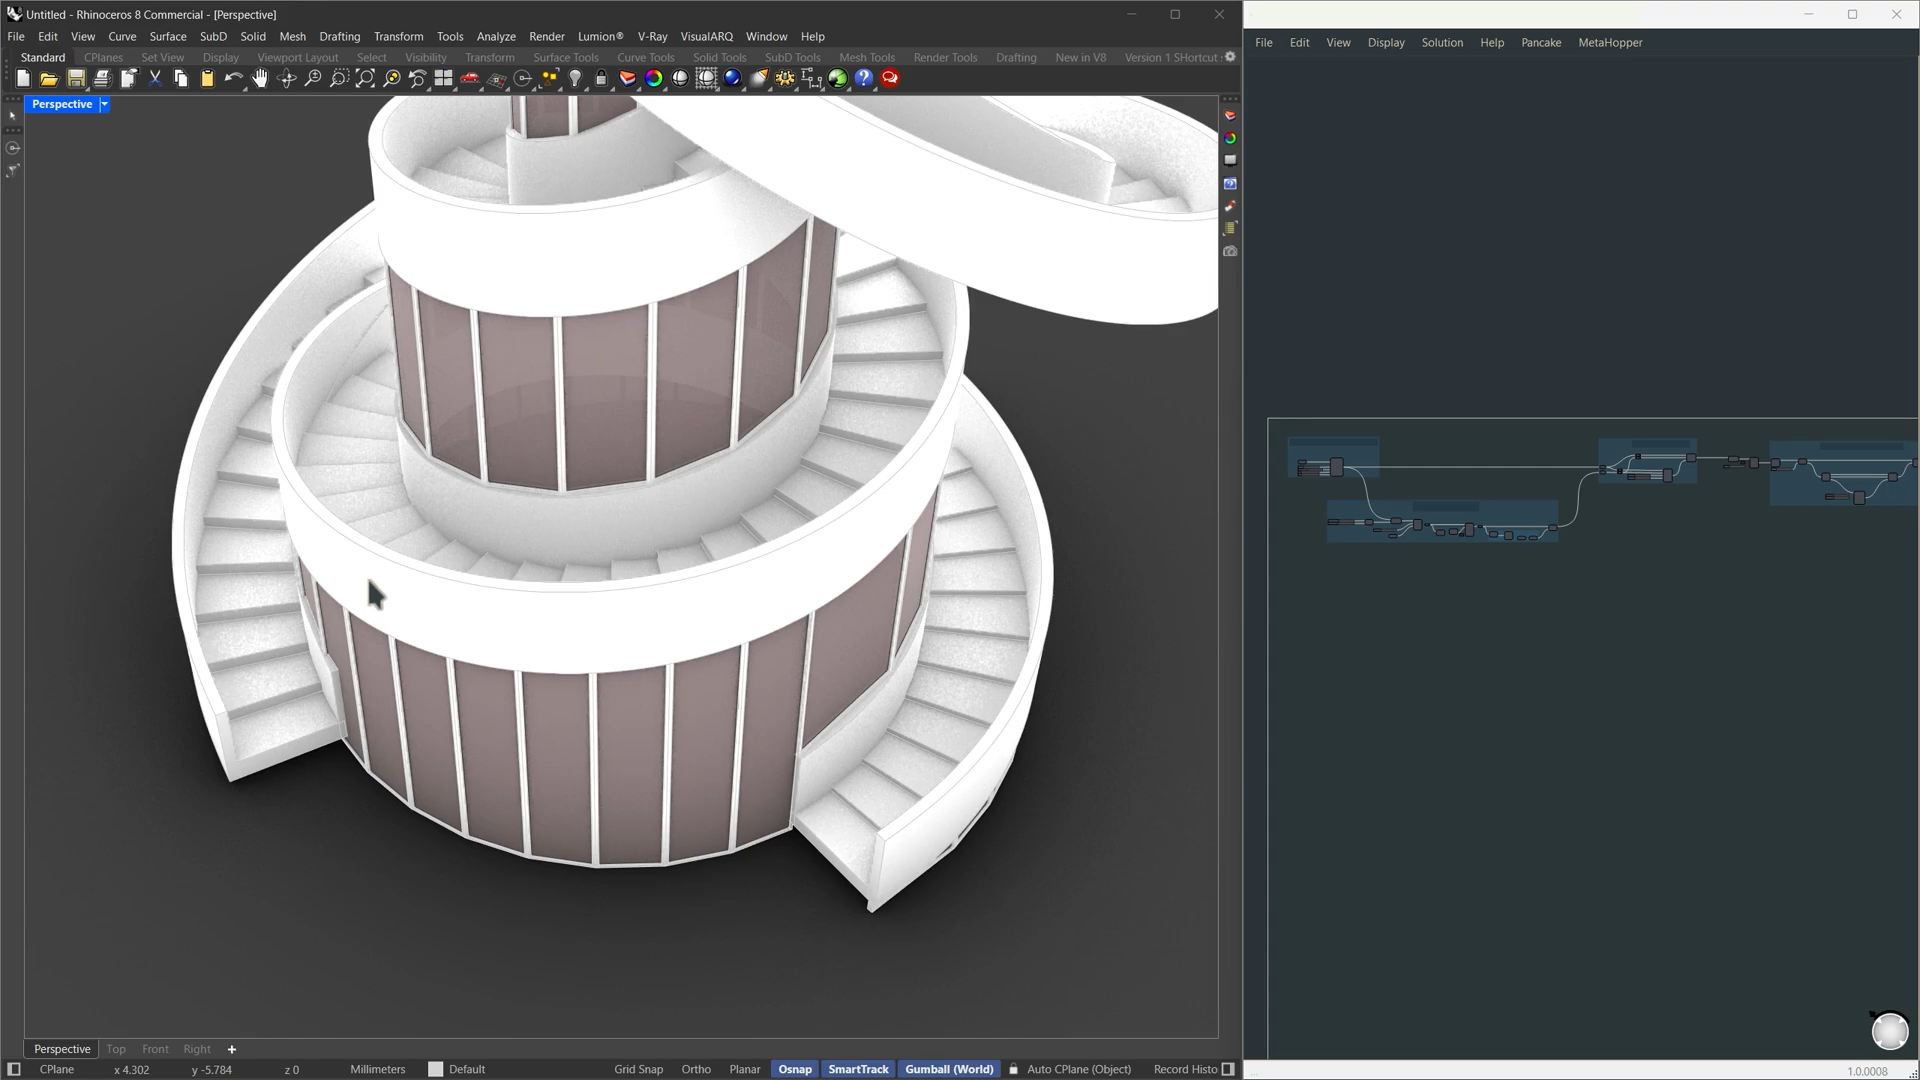 Untitled - Rhinoceros 8 Commercial - [Perspective]
File Edit View Curve Surface SubD Solid Mesh Drafting Transform Tools Analyze Render Lumion® V-Ray VisualARQ Window Help
File Edit View Display Solution Help Pancake MetaHopper
Standard CPlanes Set View Display Viewport Layout Select Visibility Transform Surface Tools Curve Tools Solid Tools SubD Tools Mesh Tools Render Tools Drafting New in V8 Version 1 SHortcut
Perspective
Perspective Top Front Right
CPlane x 4.302 y -5.784 z 0 Millimeters Default Grid Snap Ortho Planar Osnap SmartTrack Gumball (World) Auto CPlane (Object) Record Histo
1.0.0008